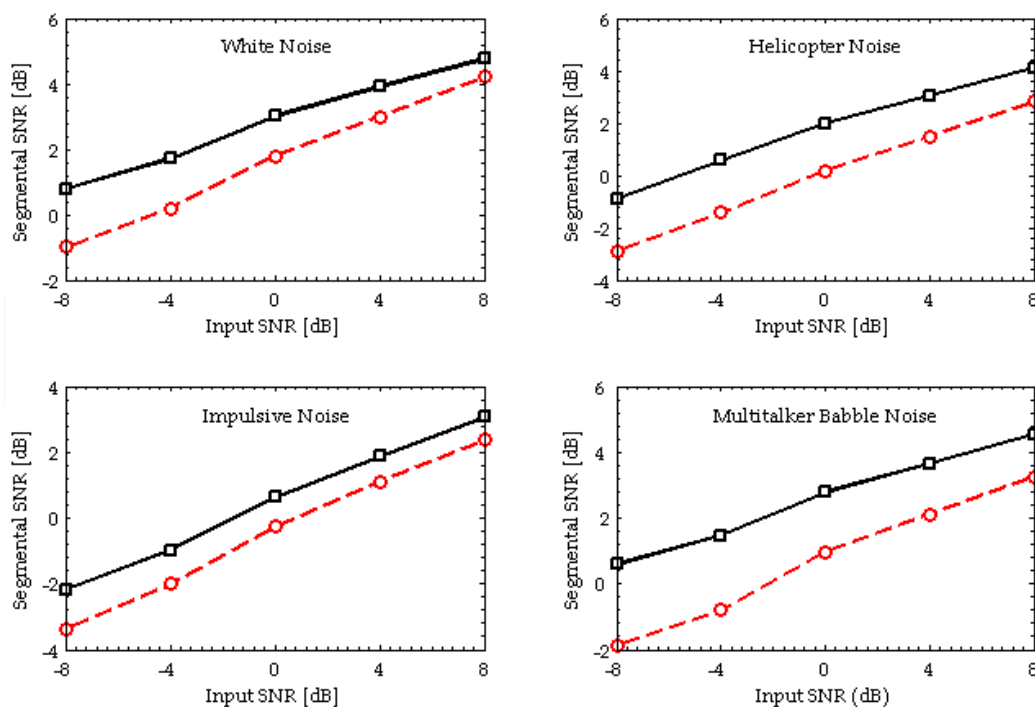 White Noise
Segmental SNR [dB]
6
4
2
0
-2
-8 -4 0 4 8
Input SNR [dB]
Helicopter Noise
Segmental SNR [dB]
6
4
2
0
-2
-4
-8 -4 0 4 8
Input SNR [dB]
Impulsive Noise
Segmental SNR [dB]
4
2
0
-2
-4
-8 -4 0 4 8
Input SNR [dB]
Multitalker Babble Noise
Segmental SNR [dB]
6
4
2
0
-2
-8 -4 0 4 8
Input SNR (dB)